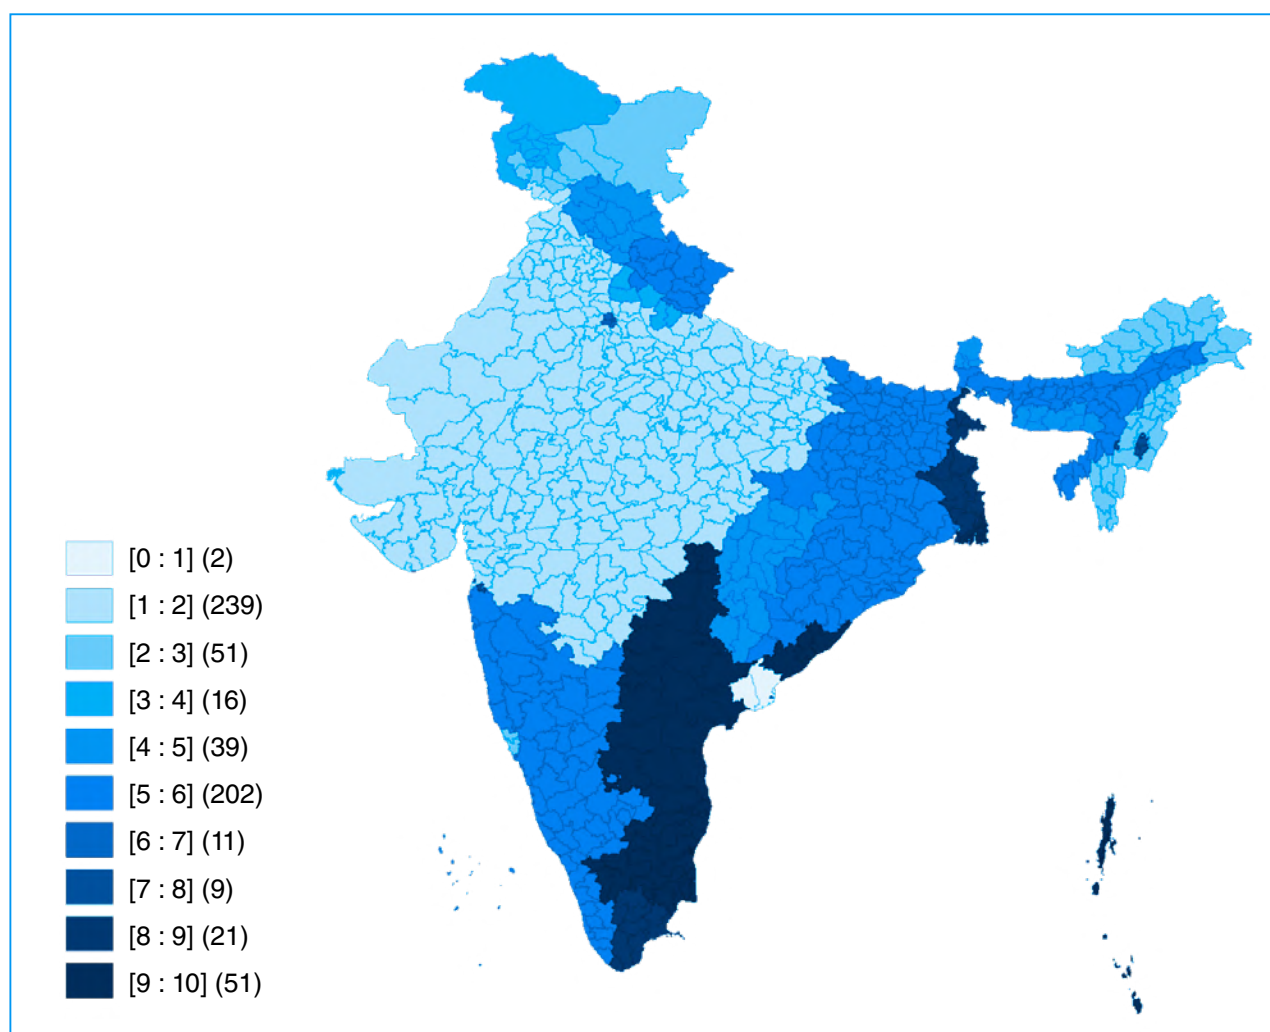 [0 : 1] (2)
[1 : 2] (239)
[2 : 3] (51)
[3 : 4] (16)
[4 : 5] (39)
[5 : 6] (202)
[6 : 7] (11)
[7 : 8] (9)
[8 : 9] (21)
[9 : 10] (51)